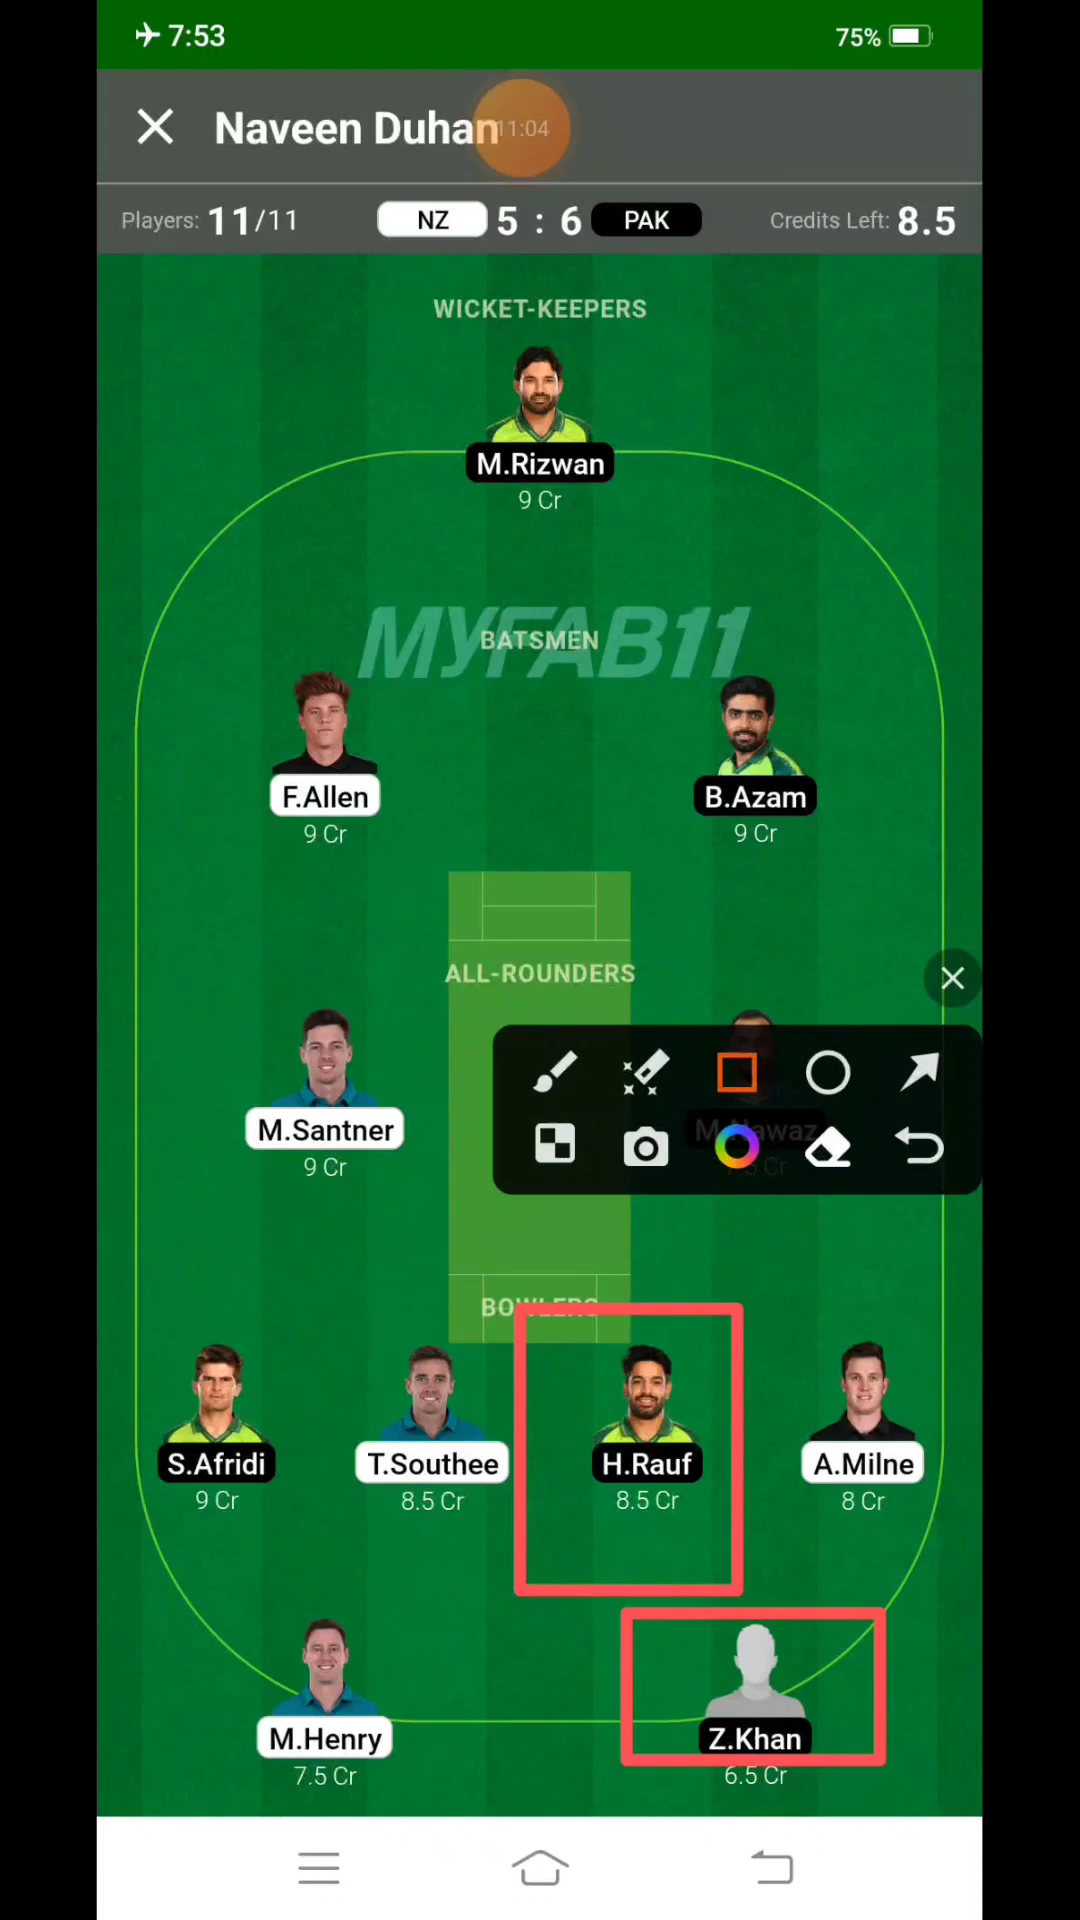 7:53
75%
Naveen Duhan
11:04
Players: 11/11
NZ 5 : 6 PAK
Credits Left: 8.5
WICKET-KEEPERS
M.Rizwan
9 Cr
MYFAB11
BATSMEN
F.Allen
B.Azam
9 Cr
9 Cr
ALL-ROUNDERS
M.Santner
M.Nawaz
9 Cr
BOWLERS
S.Afridi
T.Southee
H.Rauf
A.Milne
9 Cr
8.5 Cr
8.5 Cr
8 Cr
M.Henry
Z.Khan
7.5 Cr
6.5 Cr